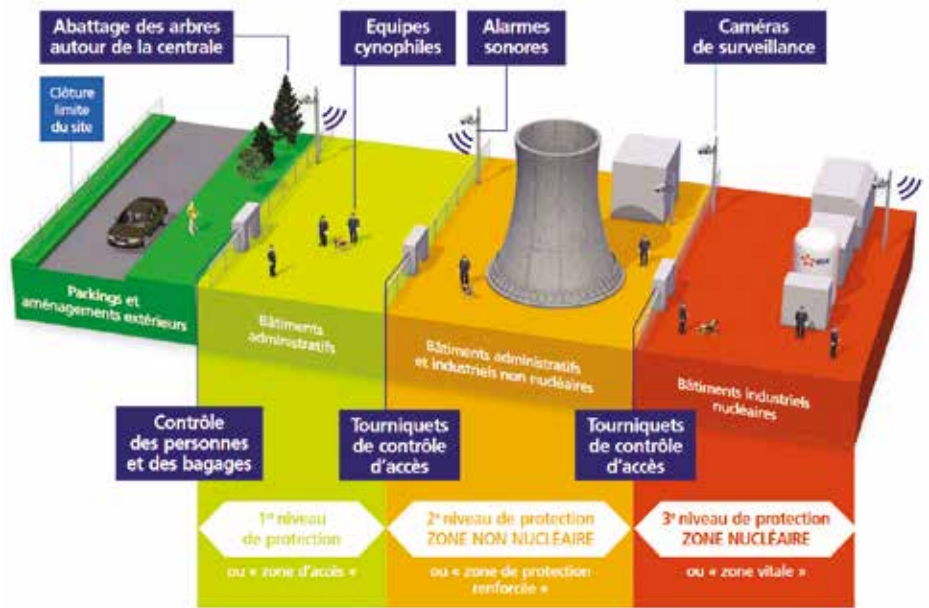 Abattage des arbres
autour de la centrale
Equipes
cynophiles
Alarmes
sonores
Caméras
de surveillance
Clôture
limite
du site
Parkings et
aménagements extérieurs
Bâtiments
administratifs
Bâtiments administratifs
et industriels non nucléaires
Bâtiments industriels
nucléaires
Contrôle
des personnes
et des bagages
Tourniquets
de contrôle
d'accès
Tourniquets
de contrôle
d'accès
1er niveau
de protection
ou « zone d'accès »
2e niveau de protection
ZONE NON NUCLÉAIRE
ou « zone de protection
renforcée »
3e niveau de protection
ZONE NUCLÉAIRE
ou « zone vitale »